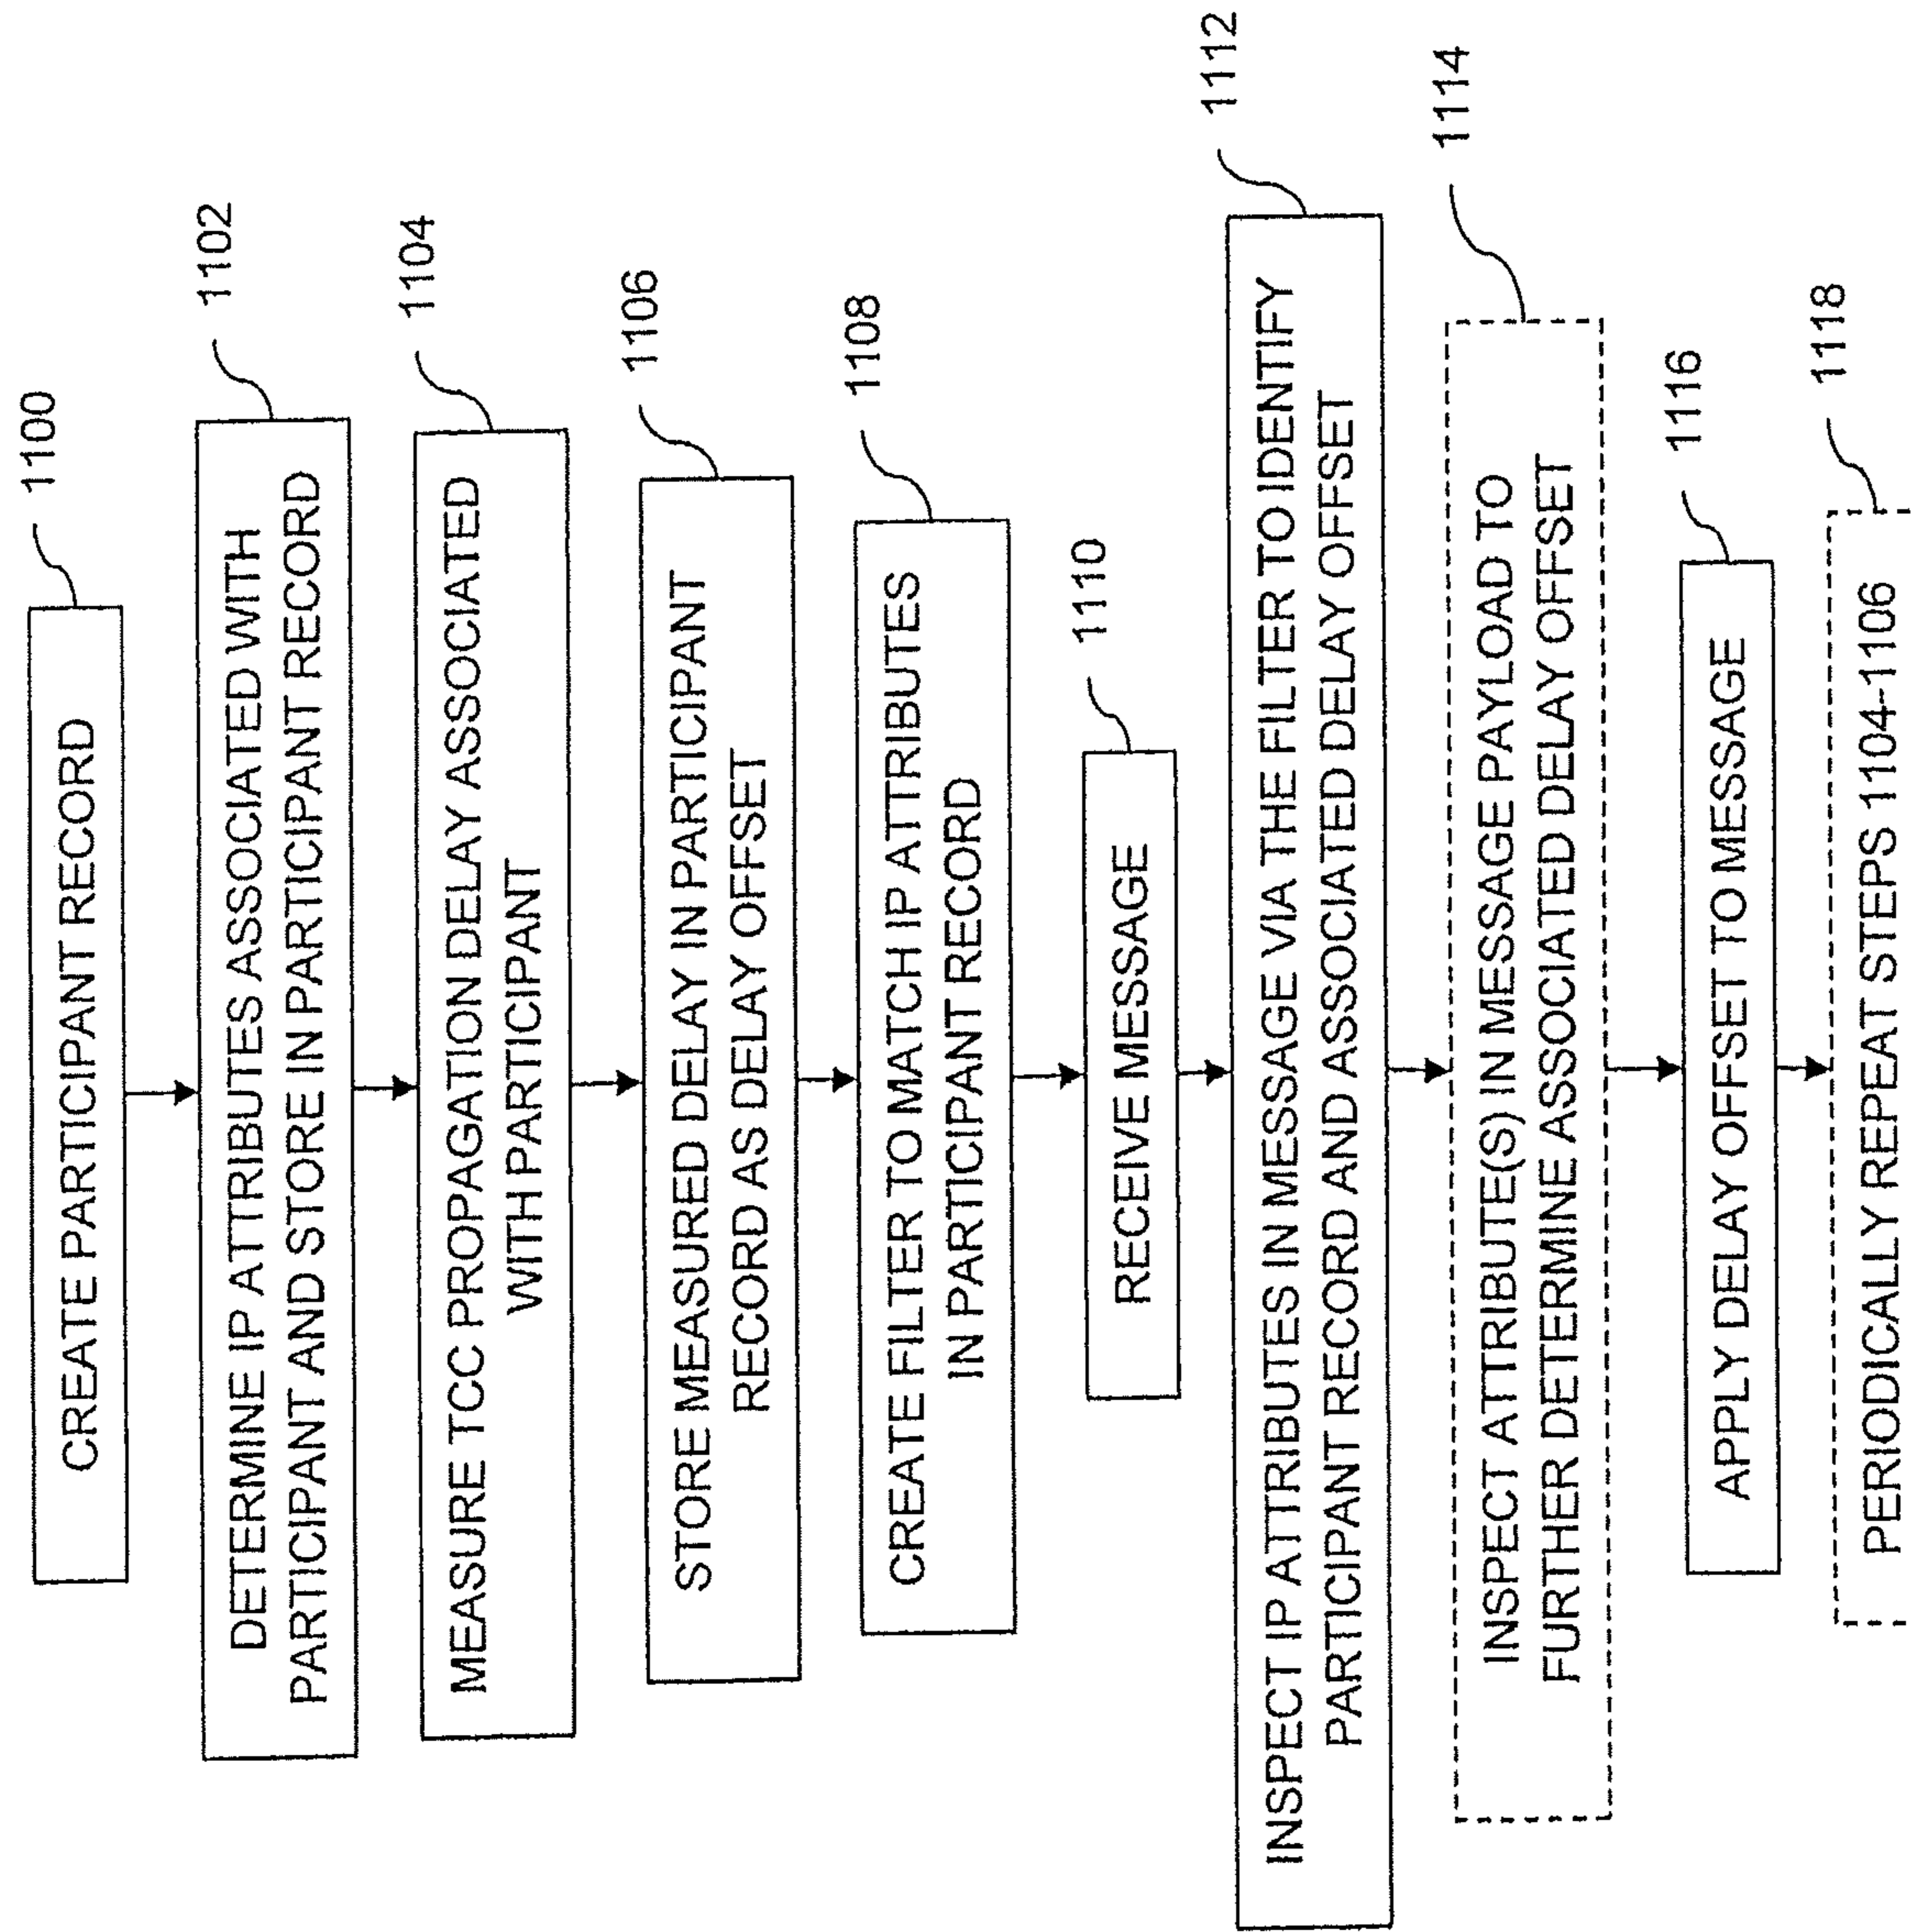 1100
CREATE PARTICIPANT RECORD
1102
DETERMINE IP ATTRIBUTES ASSOCIATED WITH
PARTICIPANT AND STORE IN PARTICIPANT RECORD
1104
MEASURE TCC PROPAGATION DELAY ASSOCIATED
WITH PARTICIPANT
1106
STORE MEASURED DELAY IN PARTICIPANT
RECORD AS DELAY OFFSET
1108
CREATE FILTER TO MATCH IP ATTRIBUTES
IN PARTICIPANT RECORD
1110
RECEIVE MESSAGE
1112
INSPECT IP ATTRIBUTES IN MESSAGE VIA THE FILTER TO IDENTIFY
PARTICIPANT RECORD AND ASSOCIATED DELAY OFFSET
1114
INSPECT ATTRIBUTE(S) IN MESSAGE PAYLOAD TO
FURTHER DETERMINE ASSOCIATED DELAY OFFSET
1116
APPLY DELAY OFFSET TO MESSAGE
1118
PERIODICALLY REPEAT STEPS 1104-1106